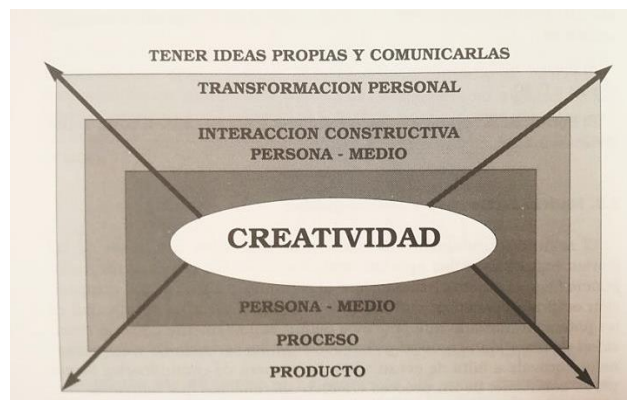 TENER IDEAS PROPIAS Y COMUNICARLAS
TRANSFORMACION PERSONAL
INTERACCION CONSTRUCTIVA
PERSONA - MEDIO
CREATIVIDAD
PERSONA - MEDIO
PROCESO
PRODUCTO